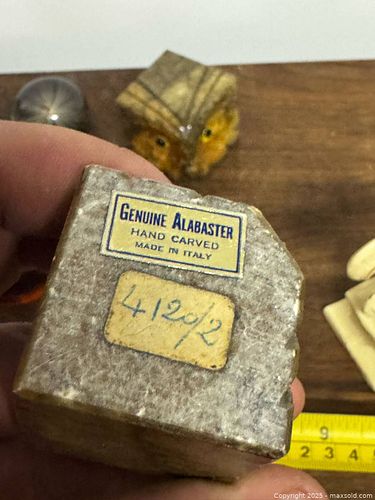 GENUINE ALABASTER
HAND CARVED
MADE IN ITALY
4120/2
9
2 3 4
Copyright 2025 - maxsold.com